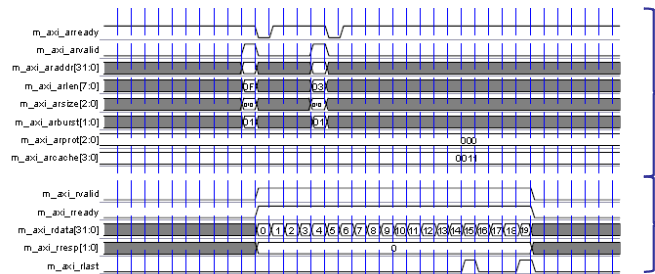 m_axi_arready
m_axi_arvalid
m_axi_araddr[31:0]
m_axi_arlen[7:0] 0F 03
m_axi_arsize[2:0]
m_axi_arburst[1:0] 01 01
m_axi_arprot[2:0] 000
m_axi_arcache[3:0] 0011
m_axi_rvalid
m_axi_rready
m_axi_rdata[31:0] 0 1 2 3 4 5 6 7 8 9 10 11 12 13 14 15 16 17 18 19
m_axi_rresp[1:0] 0
m_axi_rlast